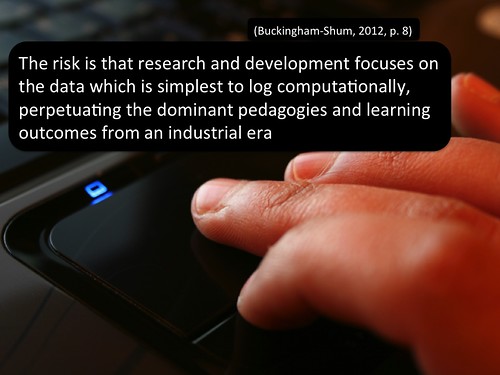 (Buckingham-Shum, 2012, p. 8)
The risk is that research and development focuses on
the data which is simplest to log computationally,
perpetuating the dominant pedagogies and learning
outcomes from an industrial era